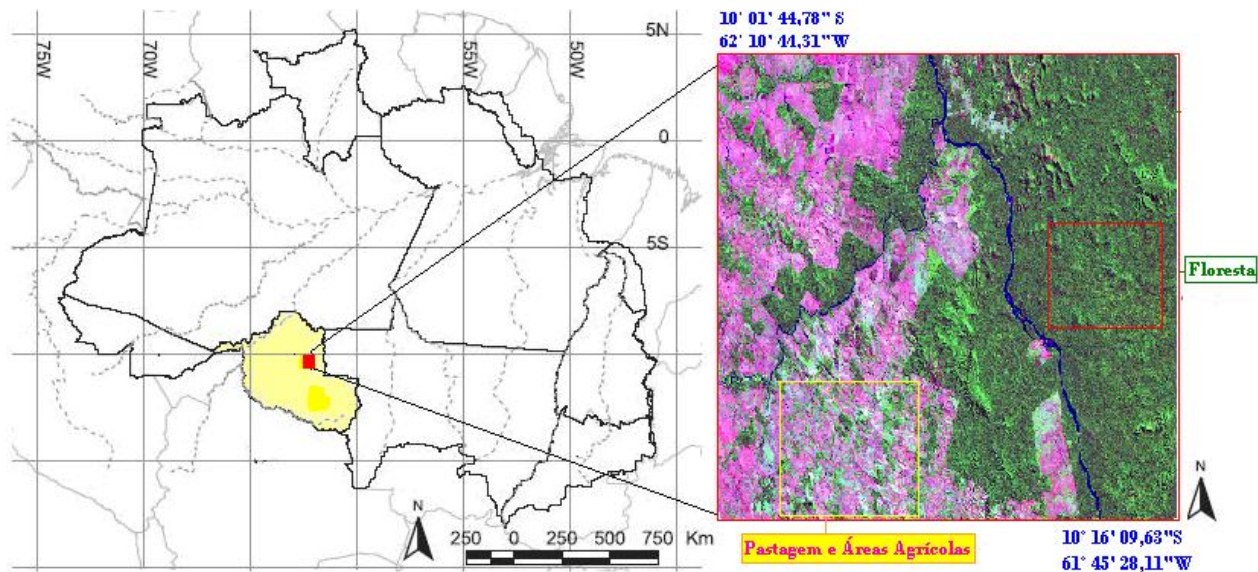 75W
70W
55W
50W
5N
0
5S
N
250 0 250 500 750 Km
10° 01' 44,78" S
62° 10' 44,31" W
Floresta
N
Pastagem e Áreas Agrícolas
10° 16' 09,63"S
61° 45' 28,11"W